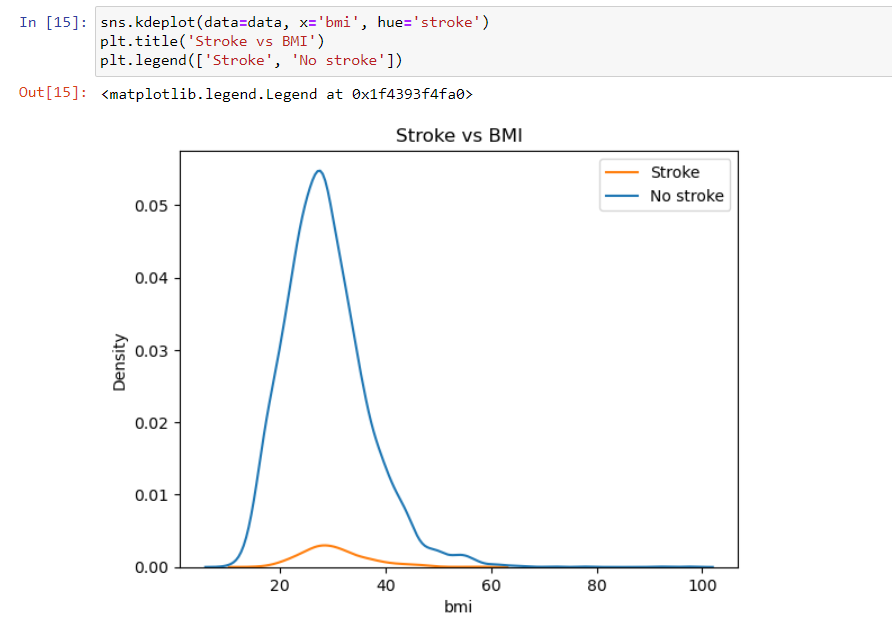 In [15]: sns.kdeplot(data=data, x='bmi', hue='stroke')
plt.title('Stroke vs BMI')
plt.legend(['Stroke', 'No stroke'])
Out[15]: <matplotlib.legend.Legend at 0x1f4393f4fa0>
Stroke vs BMI
Stroke
No stroke
0.05
0.04
0.03
0.02
0.01
0.00
Density
20 40 60 80 100
bmi